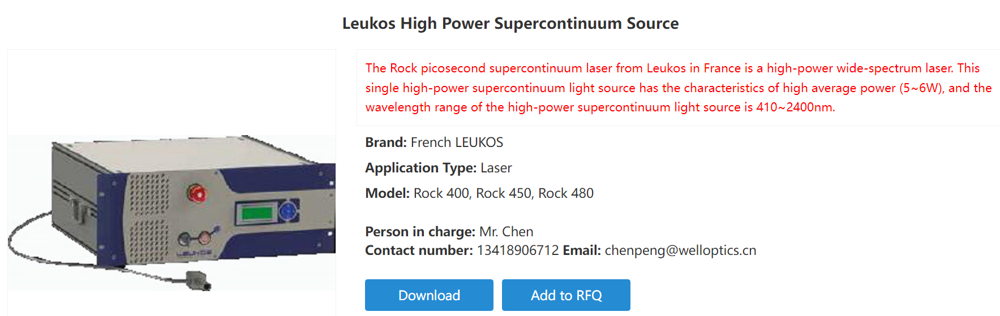 Leukos High Power Supercontinuum Source
The Rock picosecond supercontinuum laser from Leukos in France is a high-power wide-spectrum laser. This
single high-power supercontinuum light source has the characteristics of high average power (5~6W), and the
wavelength range of the high-power supercontinuum light source is 410~2400nm.
Brand: French LEUKOS
Application Type: Laser
Model: Rock 400, Rock 450, Rock 480
Person in charge: Mr. Chen
Contact number: 13418906712 Email: chenpeng@welloptics.cn
LEUKOS
Download
Add to RFQ